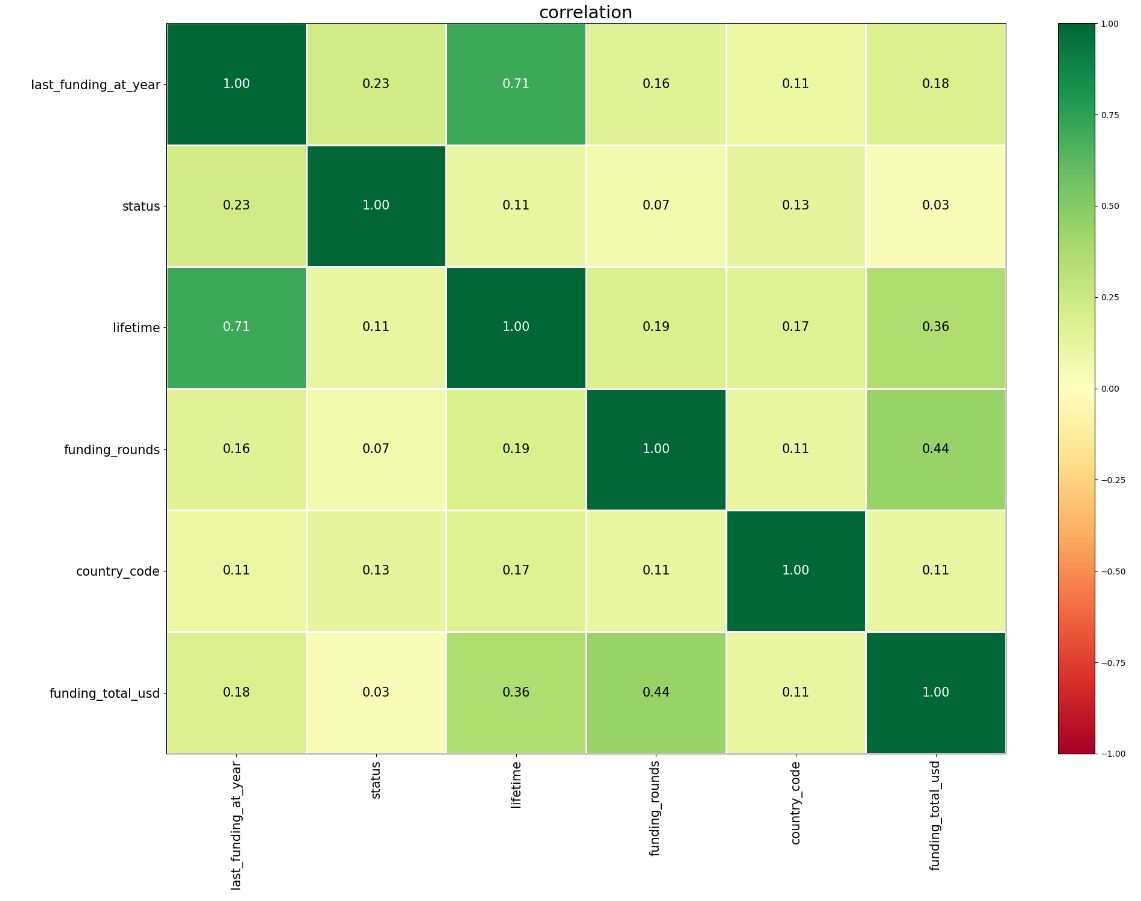 correlation
last_funding_at_year 1.00 0.23 0.71 0.16 0.11 0.18
status 0.23 1.00 0.11 0.07 0.13 0.03
lifetime 0.71 0.11 1.00 0.19 0.17 0.36
funding_rounds 0.16 0.07 0.19 1.00 0.11 0.44
country_code 0.11 0.13 0.17 0.11 1.00 0.11
funding_total_usd 0.18 0.03 0.36 0.44 0.11 1.00
last_funding_at_year
status
lifetime
funding_rounds
country_code
funding_total_usd
1.00
0.75
0.50
0.25
0.00
−0.25
−0.50
−0.75
−1.00